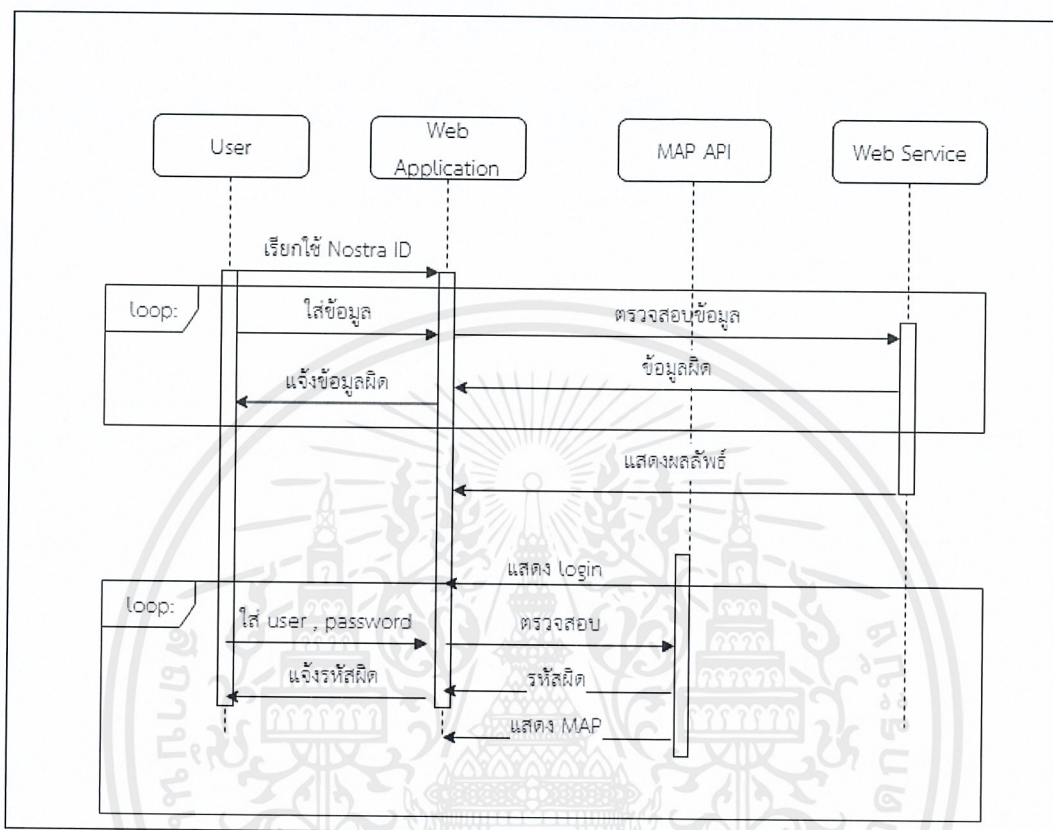 User
Web
Application
MAP API
Web Service
เรียกใช้ Nostra ID
loop:
ใส่ข้อมูล
ตรวจสอบข้อมูล
ข้อมูลผิด
แจ้งข้อมูลผิด
แสดงผลลัพธ์
แสดง login
loop:
ใส่ user , password
ตรวจสอบ
แจ้งรหัสผิด
รหัสผิด
แสดง MAP